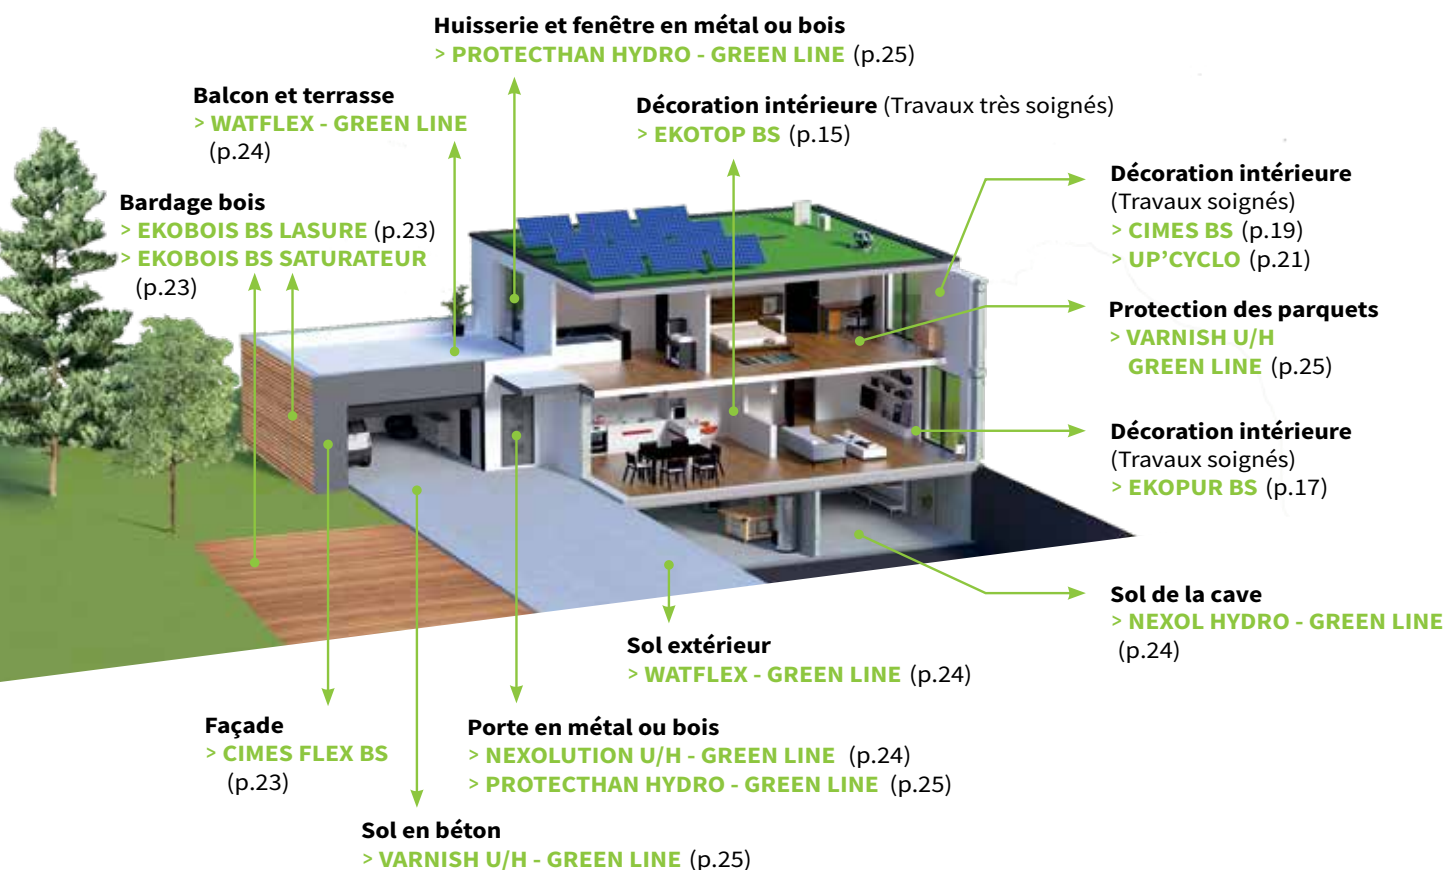 Huisserie et fenêtre en métal ou bois
> PROTECTHAN HYDRO - GREEN LINE (p.25)
Balcon et terrasse
> WATFLEX - GREEN LINE
(p.24)
Décoration intérieure (Travaux très soignés)
> EKOTOP BS (p.15)
Bardage bois
> EKOBOIS BS LASURE (p.23)
> EKOBOIS BS SATURATEUR
(p.23)
Décoration intérieure
(Travaux soignés)
> CIMES BS (p.19)
> UP’CYCLO (p.21)
Protection des parquets
> VARNISH U/H
GREEN LINE (p.25)
Décoration intérieure
(Travaux soignés)
> EKOPUR BS (p.17)
Sol de la cave
> NEXOL HYDRO - GREEN LINE
(p.24)
Sol extérieur
> WATFLEX - GREEN LINE (p.24)
Façade
> CIMES FLEX BS
(p.23)
Porte en métal ou bois
> NEXOLUTION U/H - GREEN LINE (p.24)
> PROTECTHAN HYDRO - GREEN LINE (p.25)
Sol en béton
> VARNISH U/H - GREEN LINE (p.25)